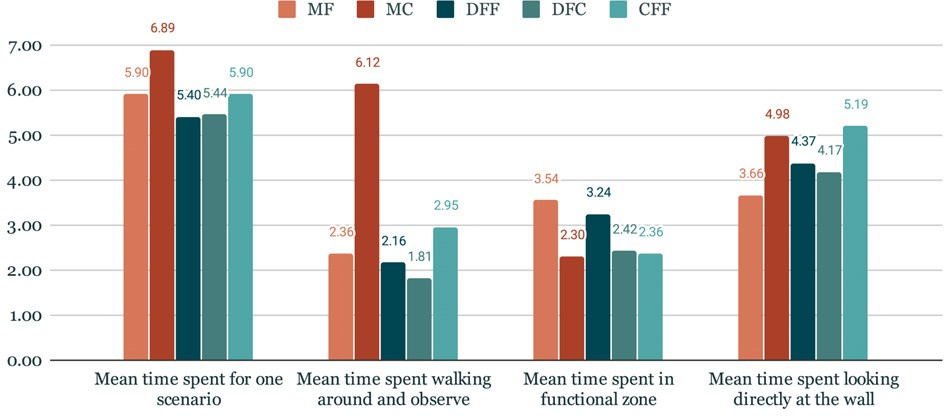 MF MC DFF DFC CFF
7.00
6.00
5.00
4.00
3.00
2.00
1.00
0.00
5.90 6.89 5.40 5.44 5.90
2.36 6.12 2.16 1.81 2.95
3.54 2.30 3.24 2.42 2.36
3.66 4.98 4.37 4.17 5.19
Mean time spent for one
scenario
Mean time spent walking
around and observe
Mean time spent in
functional zone
Mean time spent looking
directly at the wall